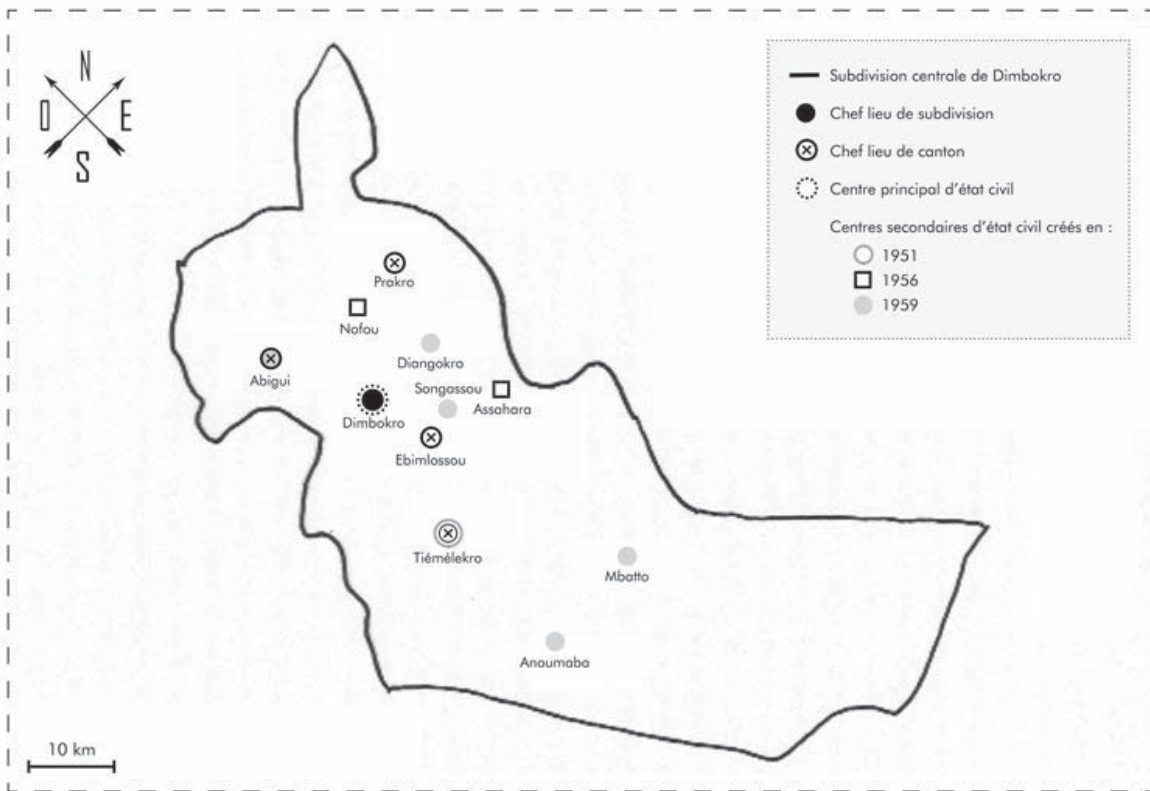 N
O E
S
Subdivision centrale de Dimbokro
Chef lieu de subdivision
Chef lieu de canton
Centre principal d'état civil
Centres secondaires d'état civil créés en :
1951
1956
1959
Prakro
Nofou
Diangokro
Abigui
Songassou
Assahara
Dimbokro
Ebimlossou
Tiémélekro
Mbatto
Anoumaba
10 km